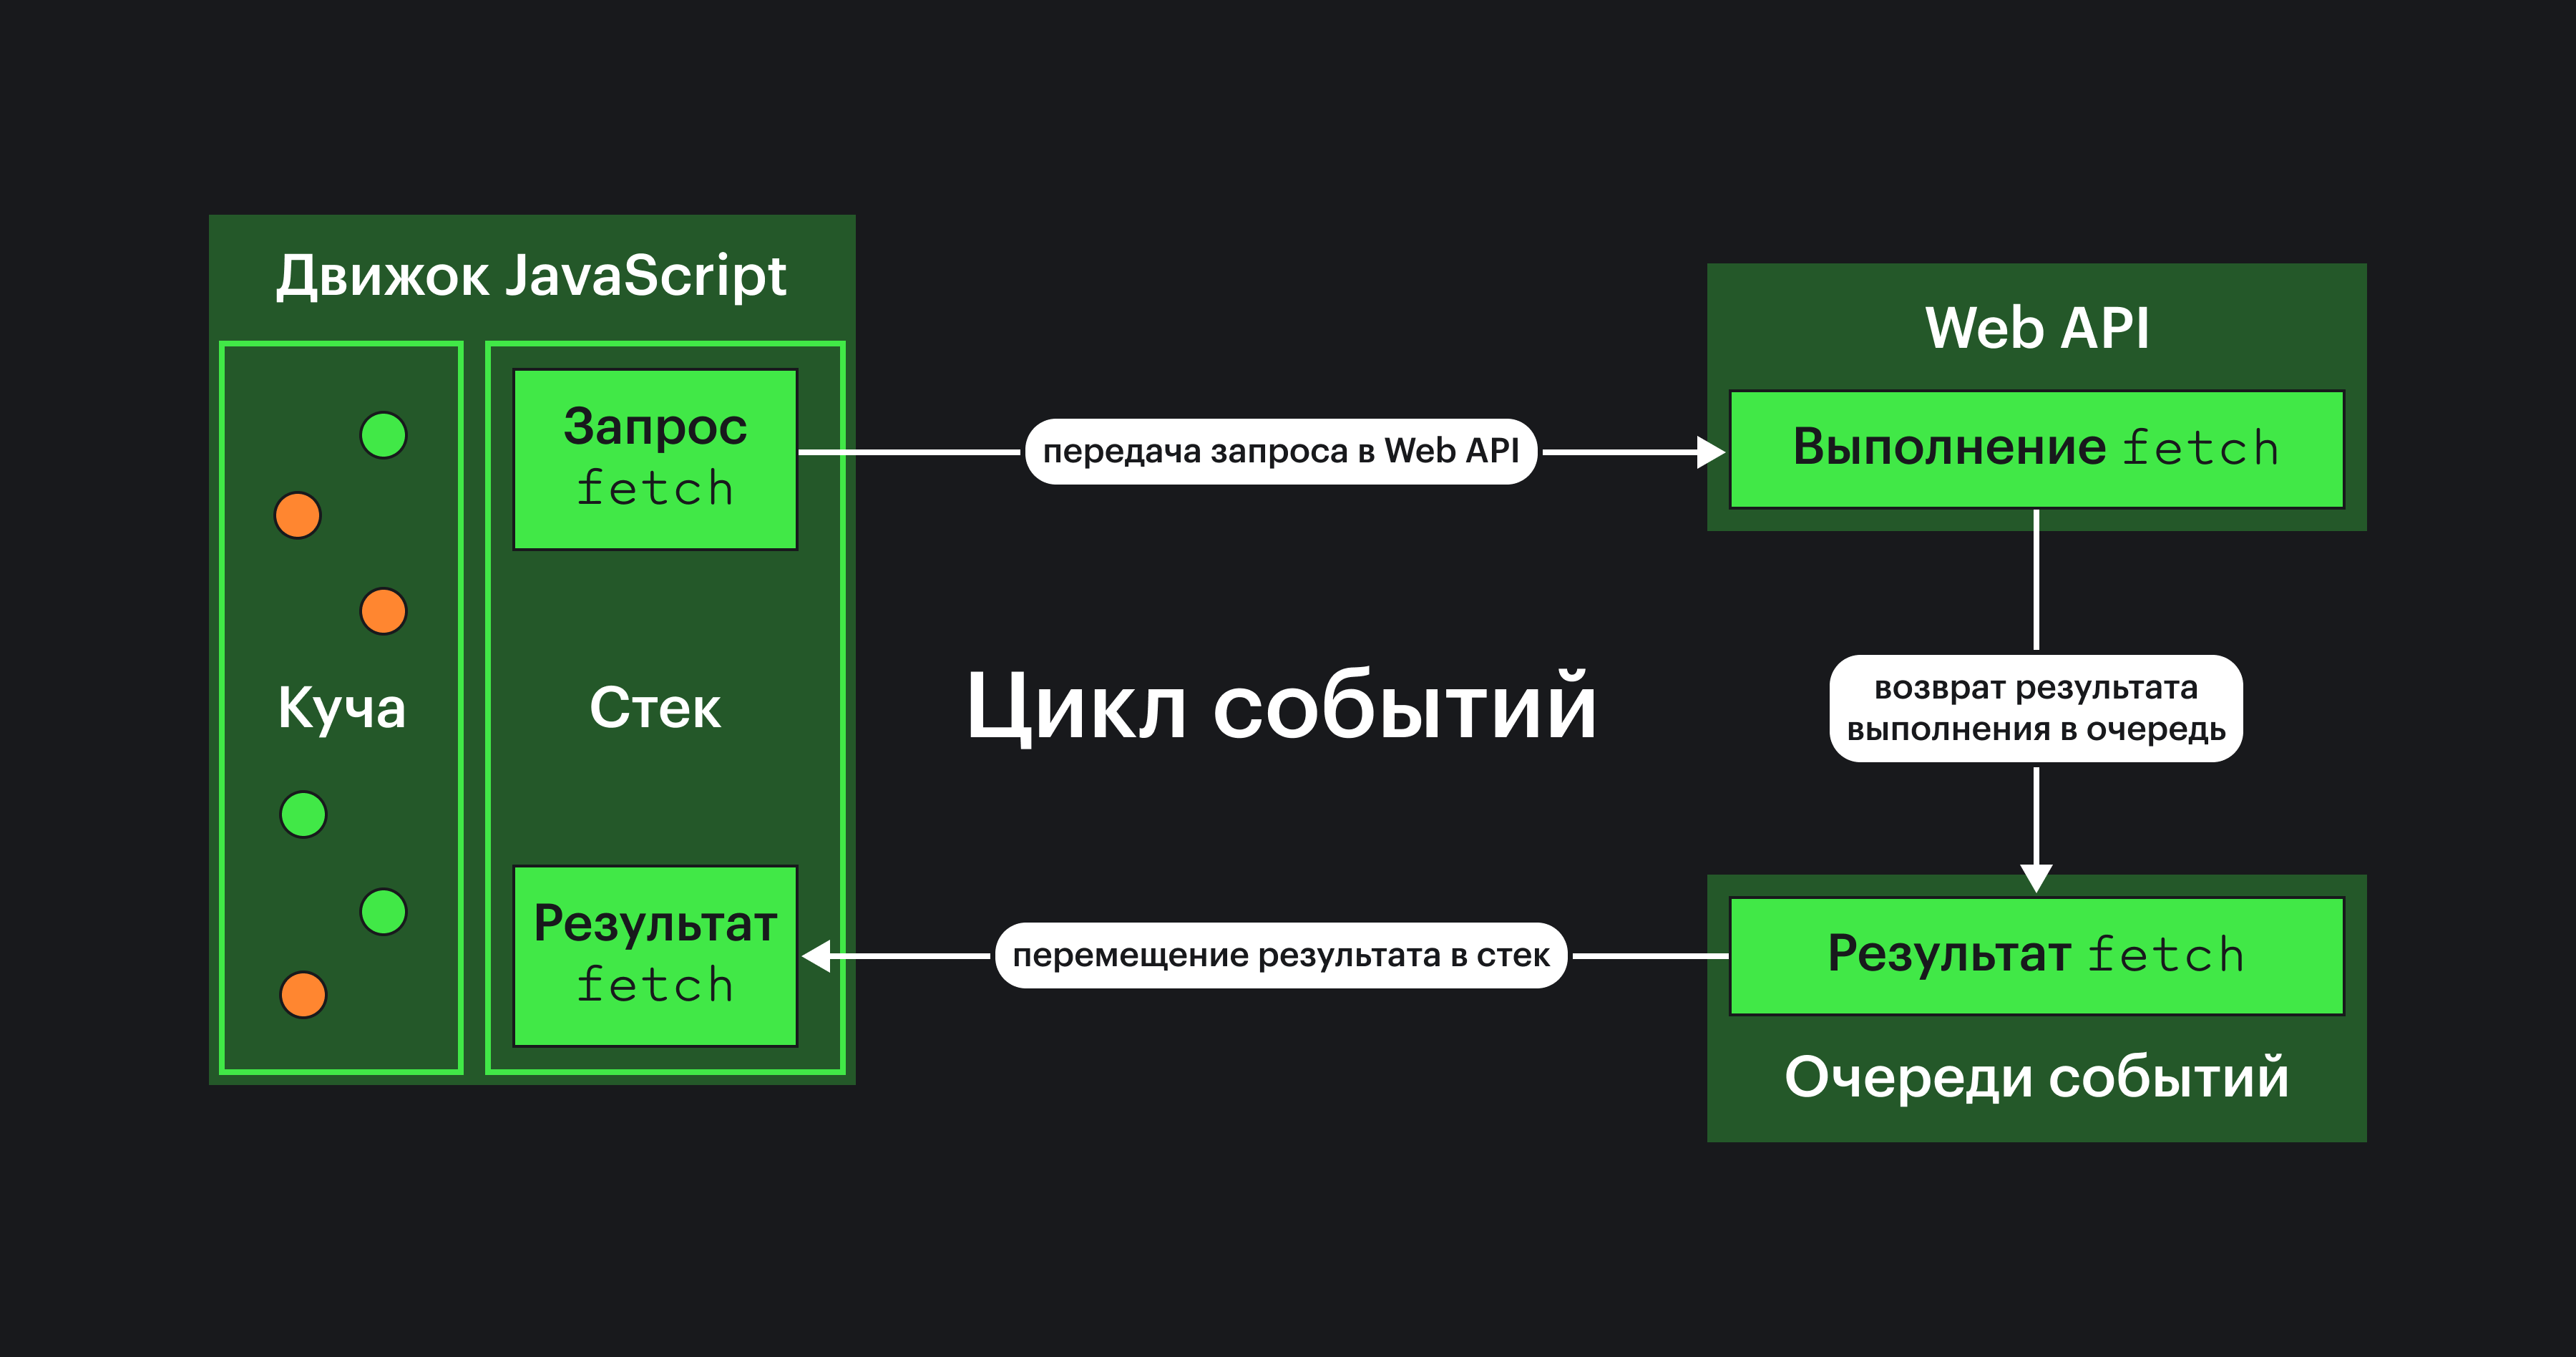 Движок JavaScript
Куча
Стек
Запрос
fetch
Результат
fetch
передача запроса в Web API
Цикл событий
перемещение результата в стек
Web API
Выполнение fetch
возврат результата
выполнения в очередь
Результат fetch
Очереди событий